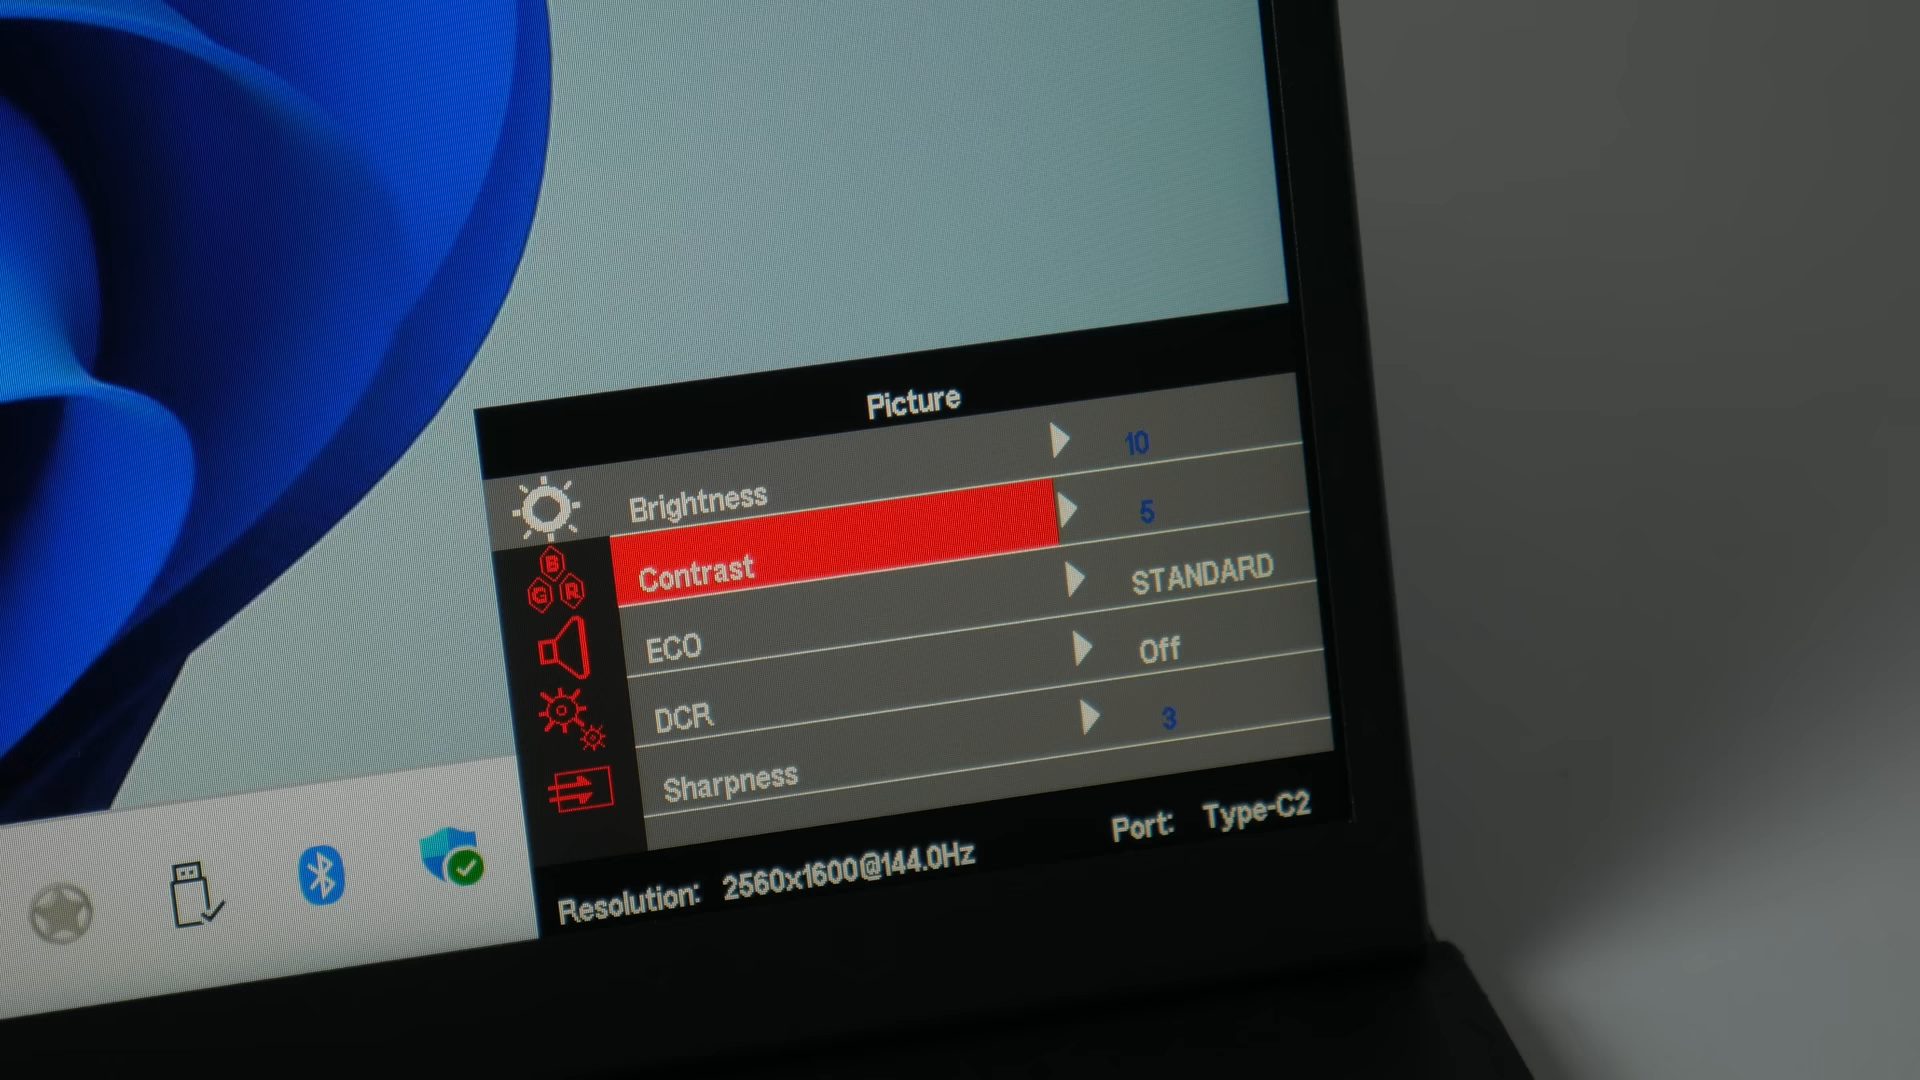 Picture
Brightness 10
Contrast 5
ECO STANDARD
DCR Off
Sharpness 3
B
G R
Resolution: 2560x1600@144.0Hz Port: Type-C2